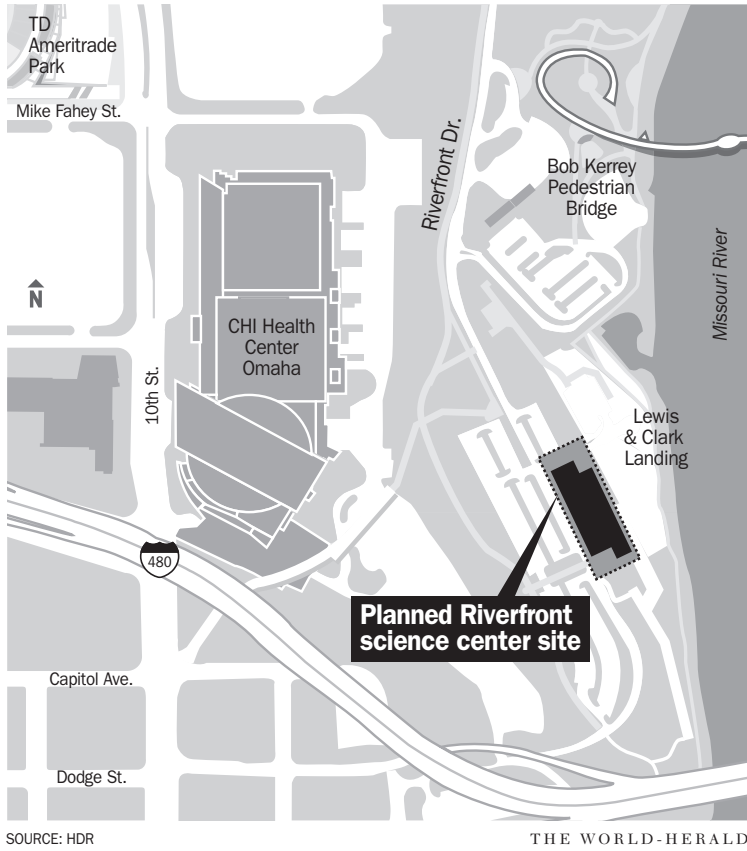 TD
Ameritrade
Park
Mike Fahey St.
Riverfront Dr.
Bob Kerrey
Pedestrian
Bridge
Missouri River
N
CHI Health
Center
Omaha
10th St.
Lewis
& Clark
Landing
480
Planned Riverfront
science center site
Capitol Ave.
Dodge St.
SOURCE: HDR
THE WORLD-HERALD